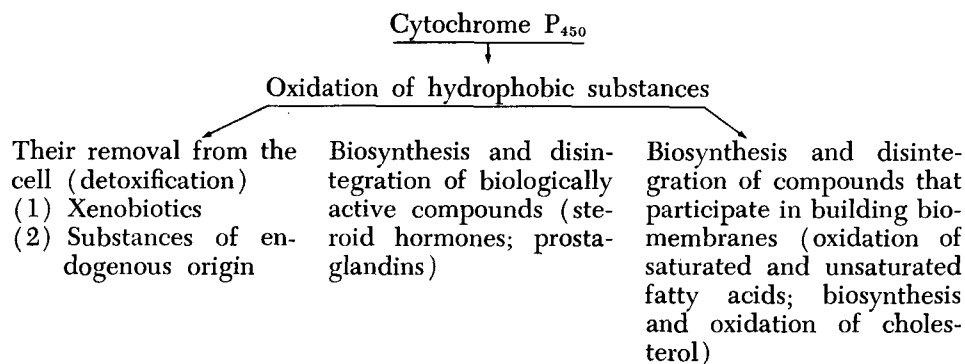 Cytochrome P450
Oxidation of hydrophobic substances
Their removal from the
cell (detoxification)
(1) Xenobiotics
(2) Substances of en-
dogenous origin
Biosynthesis and disin-
tegration of biologically
active compounds (ste-
roid hormones; prosta-
glandins)
Biosynthesis and disinte-
gration of compounds that
participate in building bio-
membranes (oxidation of
saturated and unsaturated
fatty acids; biosynthesis
and oxidation of choles-
terol)